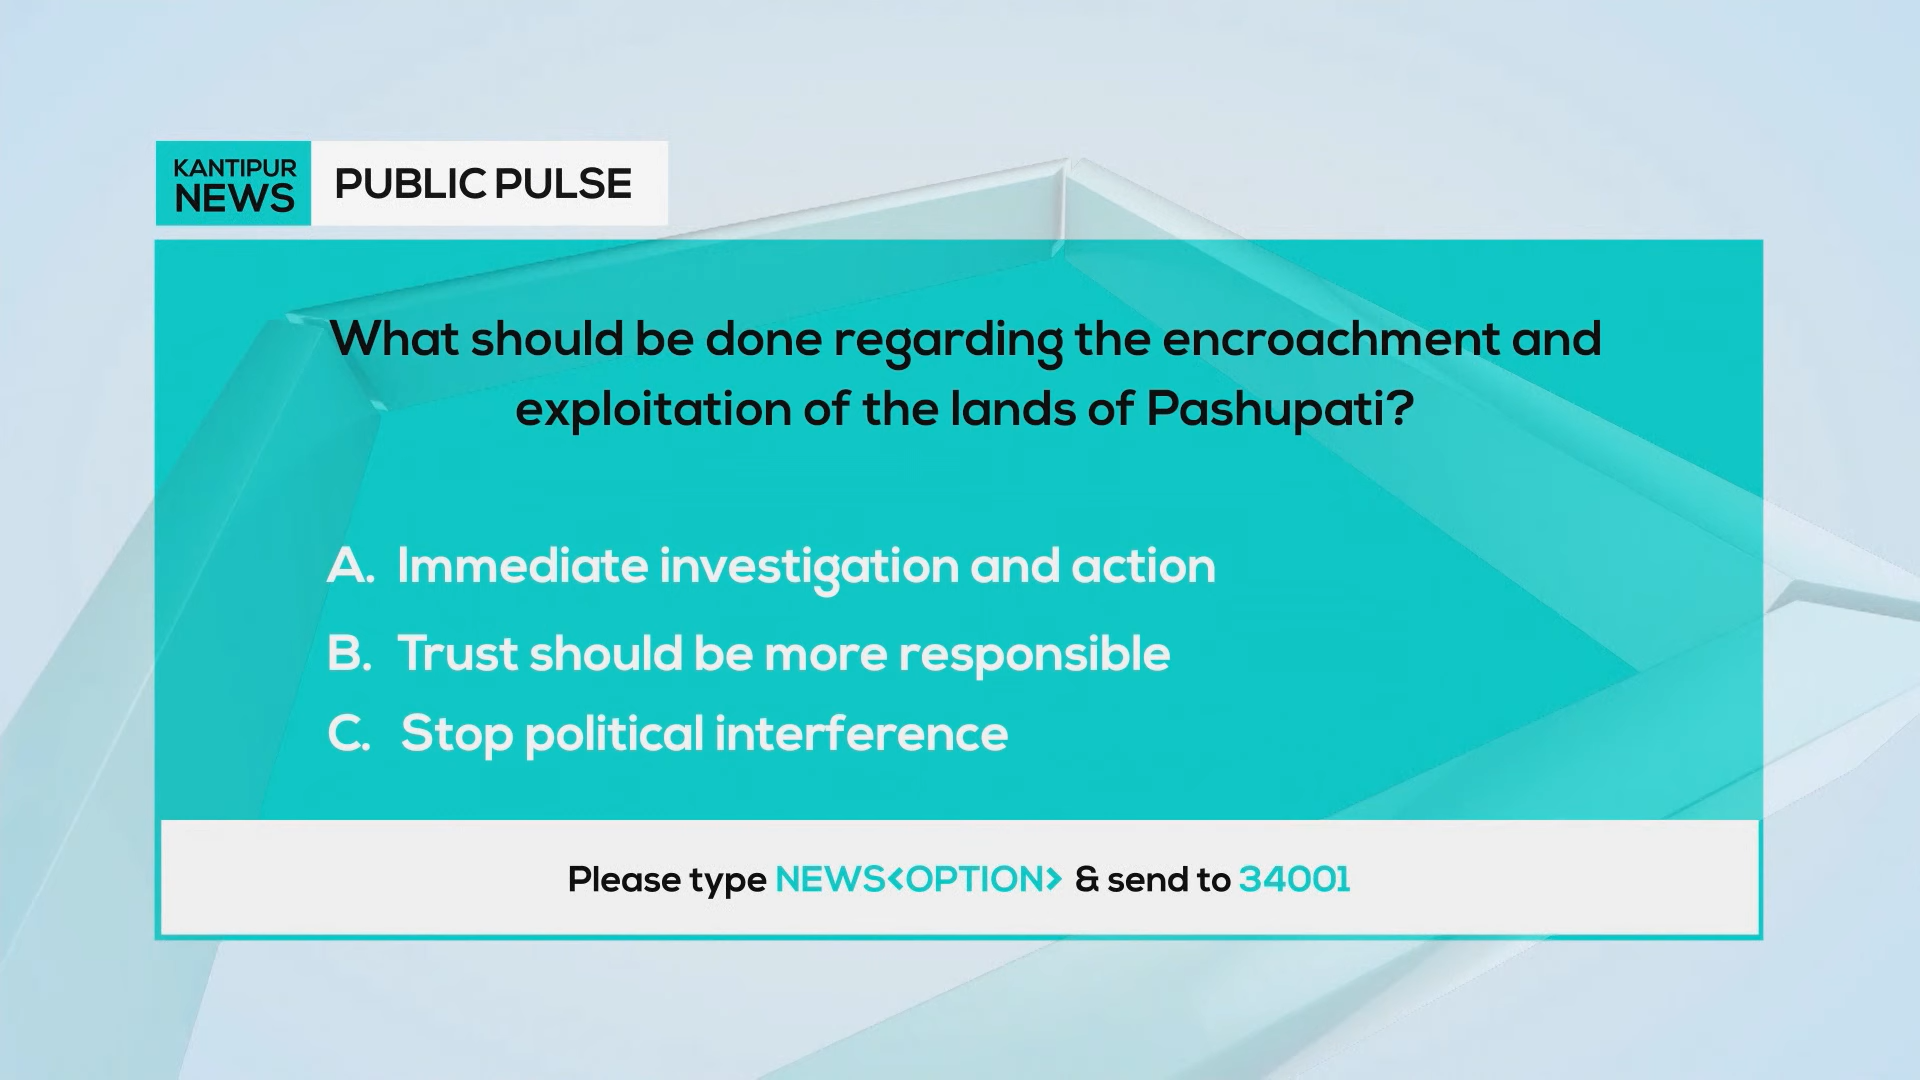 KANTIPUR
NEWS
PUBLIC PULSE
What should be done regarding the encroachment and
exploitation of the lands of Pashupati?
A. Immediate investigation and action
B. Trust should be more responsible
C. Stop political interference
Please type NEWS<OPTION> & send to 34001